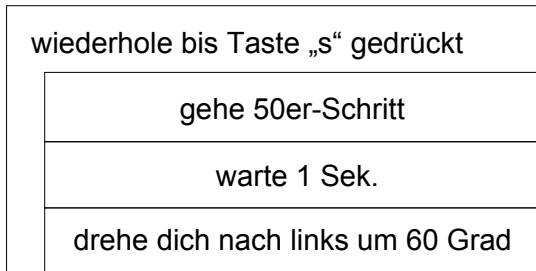 wiederhole bis Taste „s“ gedrückt
gehe 50er-Schritt
warte 1 Sek.
drehe dich nach links um 60 Grad